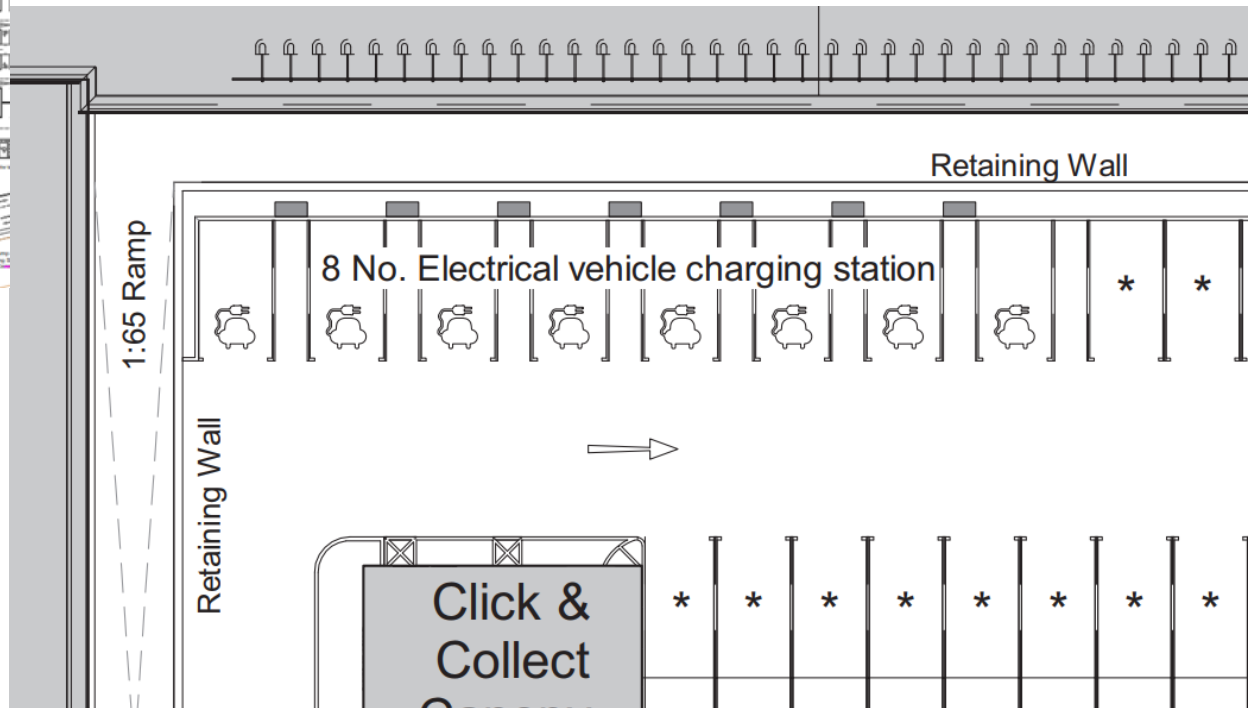 Retaining Wall
8 No. Electrical vehicle charging station
1:65 Ramp
* *
Retaining Wall
Click &
Collect
* * * * * * * *